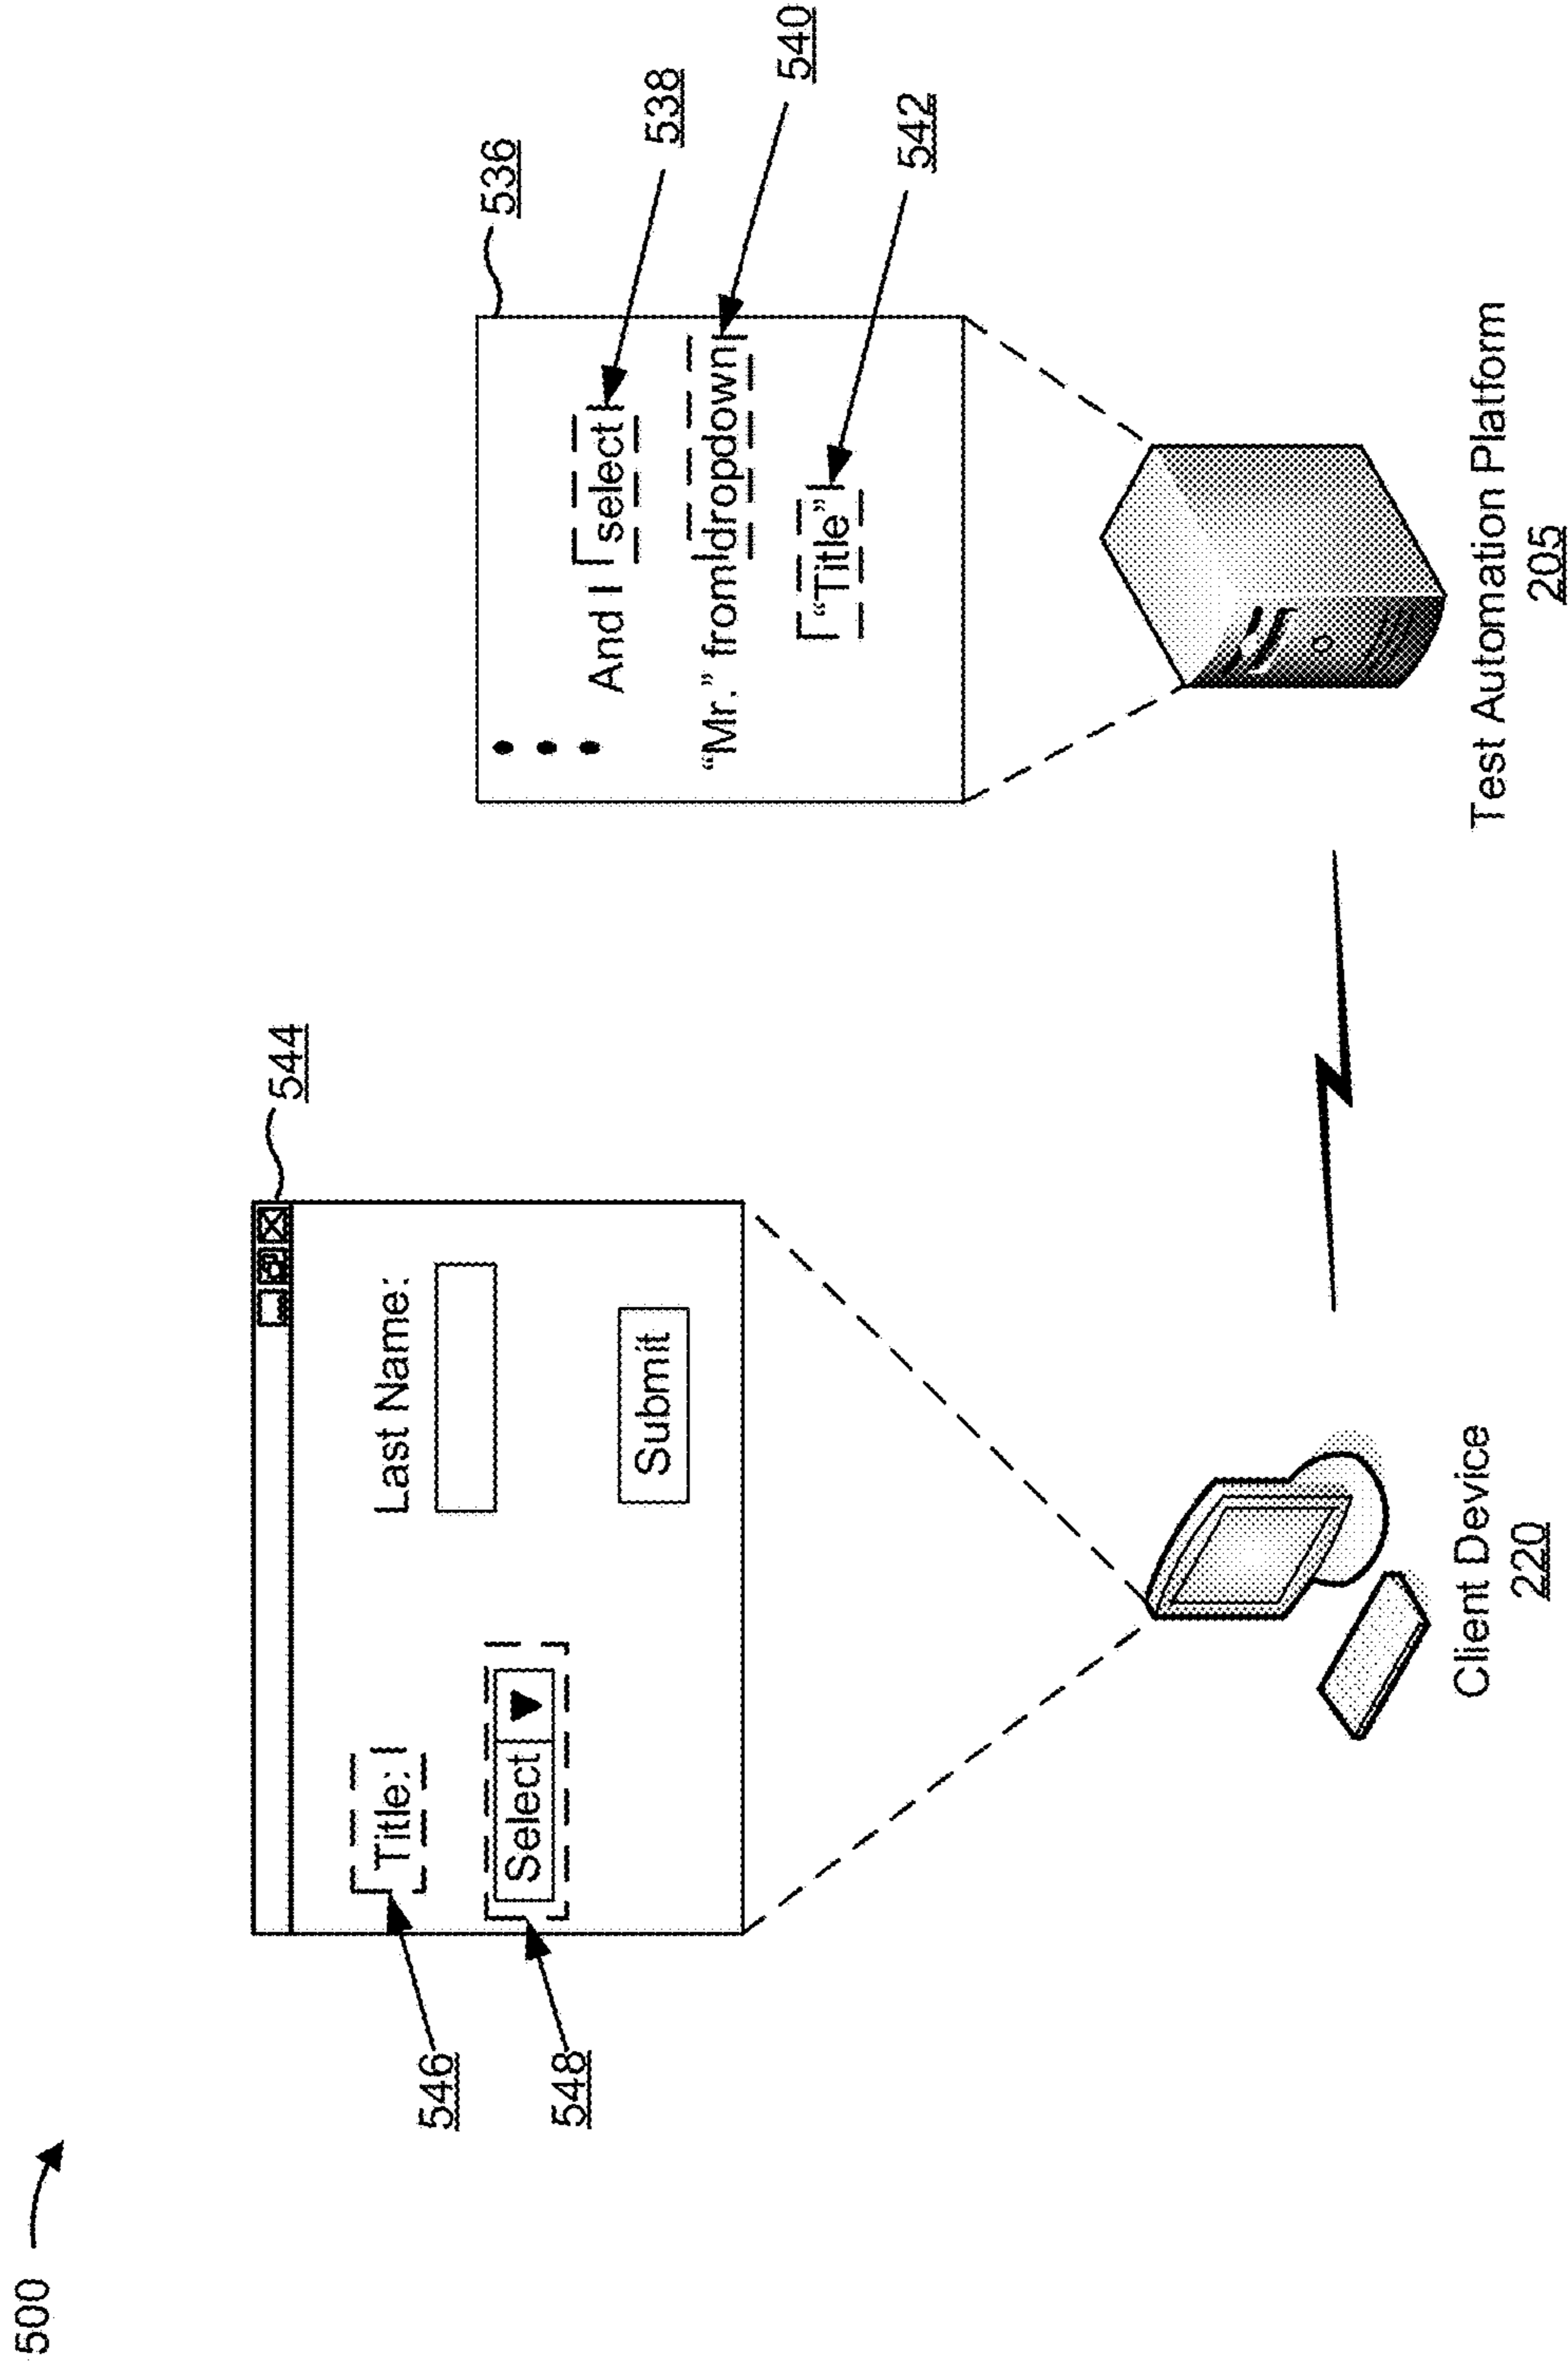 500
544
546
Title:
Last Name:
548
Select
Submit
Client Device
220
536
And I select
538
“Mr.” from dropdown
540
“Title”
542
Test Automation Platform
205